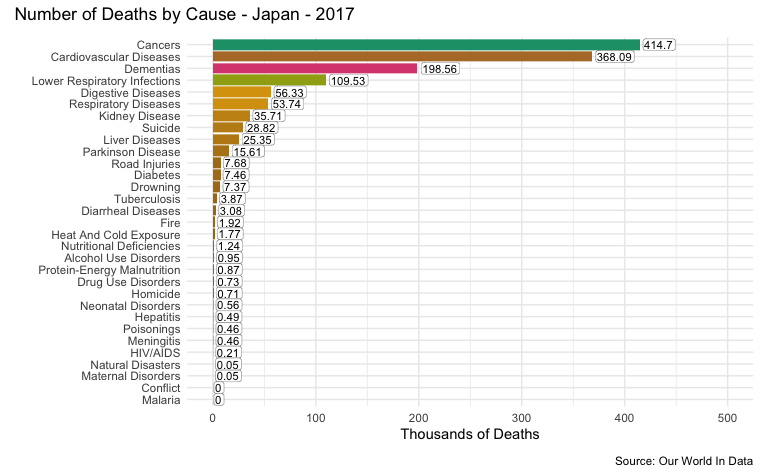 Number of Deaths by Cause - Japan - 2017
Cancers 414.7
Cardiovascular Diseases 368.09
Dementias 198.56
Lower Respiratory Infections 109.53
Digestive Diseases 56.33
Respiratory Diseases 53.74
Kidney Disease 35.71
Suicide 28.82
Liver Diseases 25.35
Parkinson Disease 15.61
Road Injuries 7.68
Diabetes 7.46
Drowning 7.37
Tuberculosis 3.87
Diarrheal Diseases 3.08
Fire 1.92
Heat And Cold Exposure 1.77
Nutritional Deficiencies 1.24
Alcohol Use Disorders 0.95
Protein-Energy Malnutrition 0.87
Drug Use Disorders 0.73
Homicide 0.71
Neonatal Disorders 0.56
Hepatitis 0.49
Poisonings 0.46
Meningitis 0.46
HIV/AIDS 0.21
Natural Disasters 0.05
Maternal Disorders 0.05
Conflict 0
Malaria 0
0 100 200 300 400 500
Thousands of Deaths
Source: Our World In Data